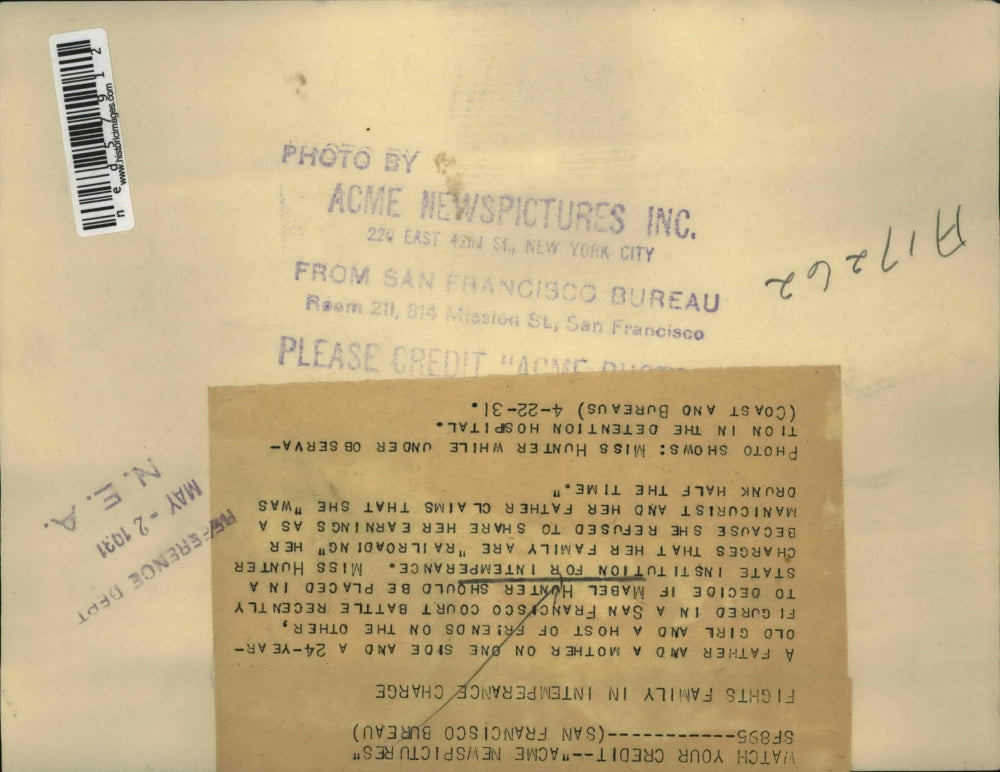 PHOTO BY
ACME NEWSPICTURES INC.
220 EAST 42nd St., NEW YORK CITY
FROM SAN FRANCISCO BUREAU
Room 211, 814 Mission St., San Francisco
PLEASE CREDIT "ACME PHOTO
A17262
www.historicimages.com
REFERENCE DEPT
MAY - 2 1931
N. E. A.
WATCH YOUR CREDIT--"ACME NEWSPICTURES"
SF895------------(SAN FRANCISCO BUREAU)
FIGHTS FAMILY IN INTEMPERANCE CHARGE
A FATHER AND A MOTHER ON ONE SIDE AND A 24-YEAR-
OLD GIRL AND A HOST OF FRIENDS ON THE OTHER,
FIGURED IN A SAN FRANCISCO COURT BATTLE RECENTLY
TO DECIDE IF MABEL HUNTER SHOULD BE PLACED IN A
STATE INSTITUTION FOR INTEMPERANCE. MISS HUNTER
CHARGES THAT HER FAMILY ARE "RAILROADING" HER
BECAUSE SHE REFUSED TO SHARE HER EARNINGS AS A
MANICURIST AND HER FATHER CLAIMS THAT SHE "WAS
DRUNK HALF THE TIME."
PHOTO SHOWS: MISS HUNTER WHILE UNDER OBSERVA-
TION IN THE DETENTION HOSPITAL.
(COAST AND BUREAUS) 4-22-31.